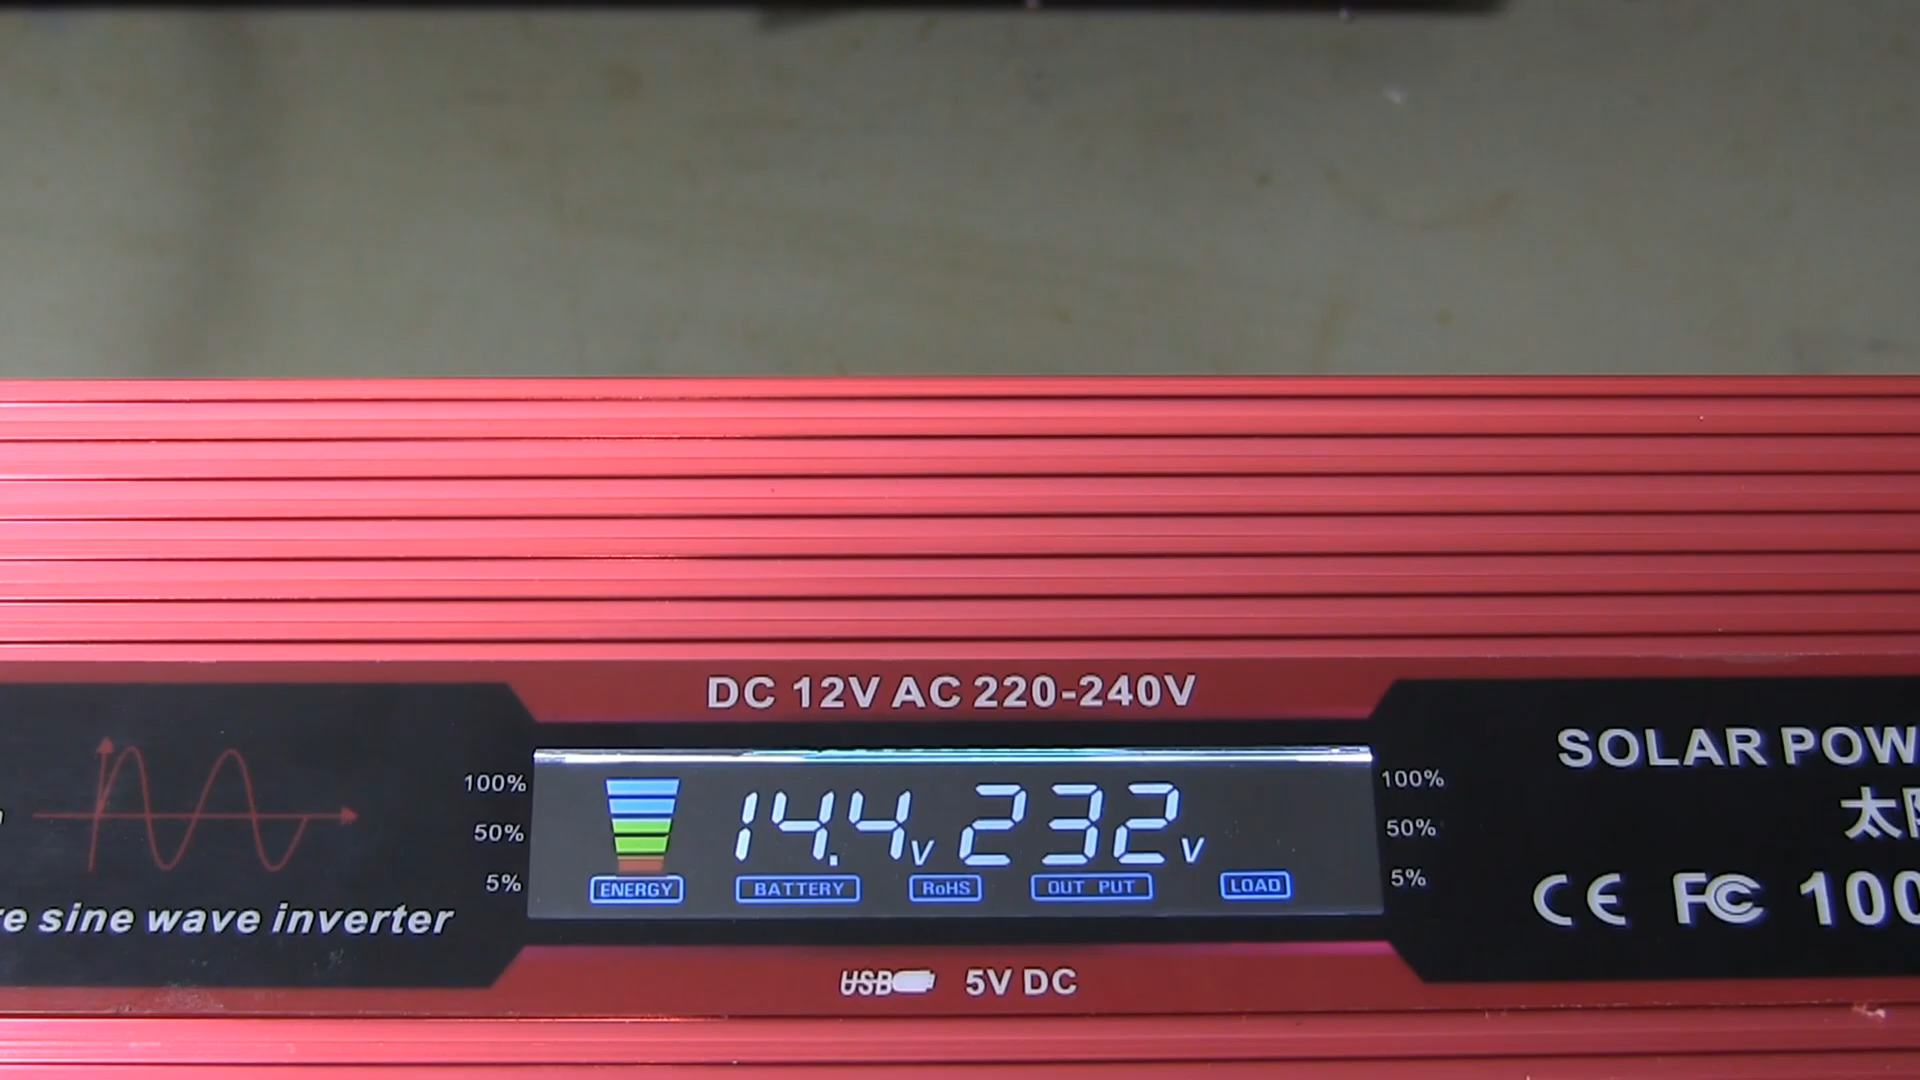 DC 12V AC 220-240V
100%
50%
5%
14.4V 232V
ENERGY BATTERY RoHS OUT PUT LOAD
100%
50%
5%
sine wave inverter
USB 5V DC
SOLAR POW
太
CE FC 100